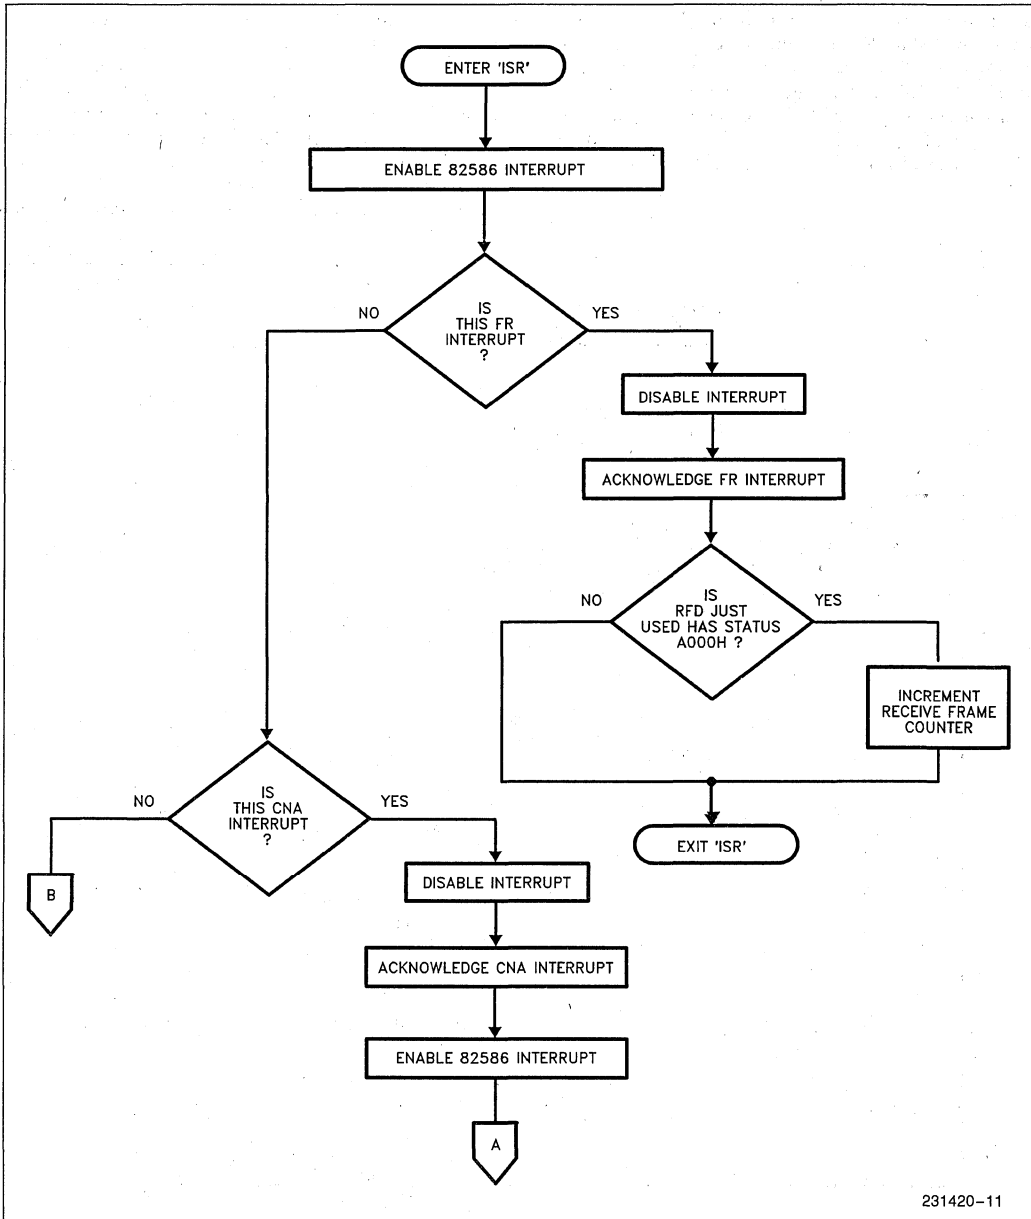 ENTER 'ISR'
ENABLE 82586 INTERRUPT
IS
THIS FR
INTERRUPT
?
NO
YES
DISABLE INTERRUPT
ACKNOWLEDGE FR INTERRUPT
IS
RFD JUST
USED HAS STATUS
A000H ?
NO
YES
INCREMENT
RECEIVE FRAME
COUNTER
EXIT 'ISR'
IS
THIS CNA
INTERRUPT
?
NO
YES
B
DISABLE INTERRUPT
ACKNOWLEDGE CNA INTERRUPT
ENABLE 82586 INTERRUPT
A
231420-11